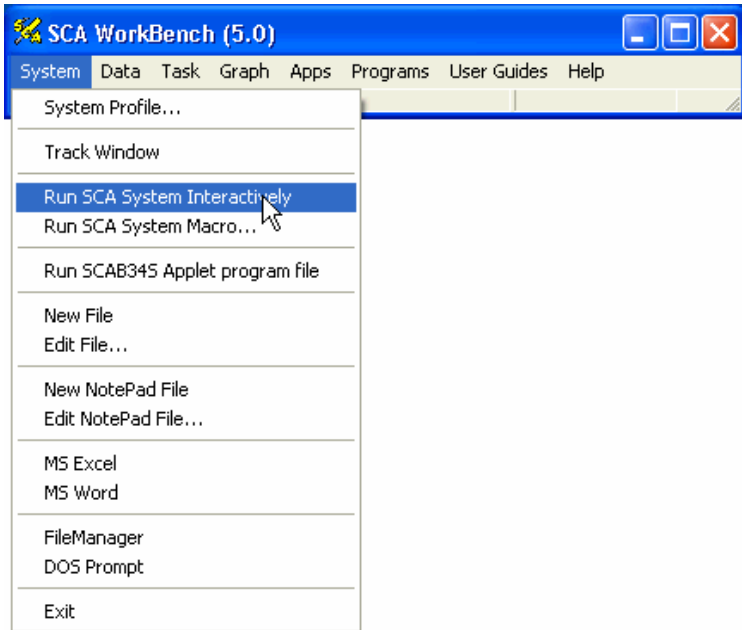 SCA WorkBench (5.0)
System Data Task Graph Apps Programs User Guides Help
System Profile...
Track Window
Run SCA System Interactively
Run SCA System Macro...
Run SCAB34S Applet program file
New File
Edit File...
New NotePad File
Edit NotePad File...
MS Excel
MS Word
FileManager
DOS Prompt
Exit